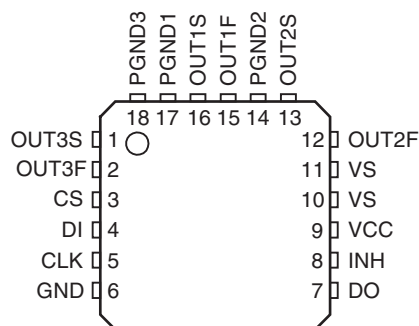 PGND3
PGND1
OUT1S
OUT1F
PGND2
OUT2S
18 17 16 15 14 13
OUT3S 1 12 OUT2F
OUT3F 2 11 VS
CS 3 10 VS
DI 4 9 VCC
CLK 5 8 INH
GND 6 7 DO